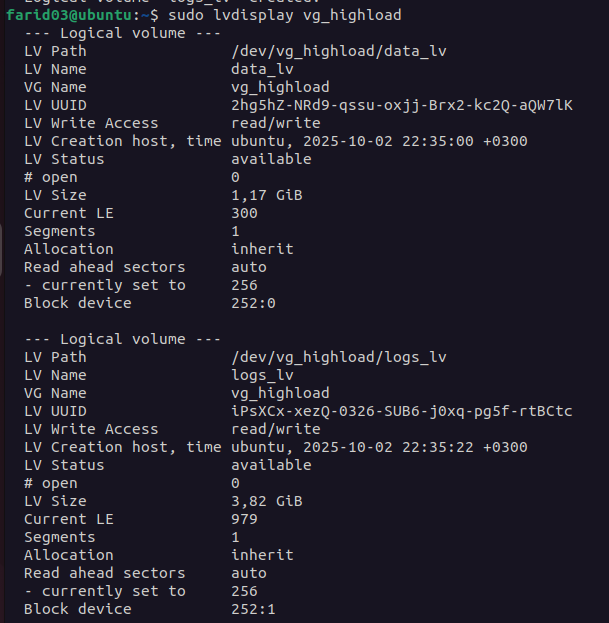 farid03@ubuntu:~$ sudo lvdisplay vg_highload
--- Logical volume ---
LV Path /dev/vg_highload/data_lv
LV Name data_lv
VG Name vg_highload
LV UUID 2hg5hZ-NRd9-qssu-oxjj-Brx2-kc2Q-aQW7lK
LV Write Access read/write
LV Creation host, time ubuntu, 2025-10-02 22:35:00 +0300
LV Status available
# open 0
LV Size 1,17 GiB
Current LE 300
Segments 1
Allocation inherit
Read ahead sectors auto
- currently set to 256
Block device 252:0
--- Logical volume ---
LV Path /dev/vg_highload/logs_lv
LV Name logs_lv
VG Name vg_highload
LV UUID iPsXCx-xezQ-0326-SUB6-j0xq-pg5f-rtBCtc
LV Write Access read/write
LV Creation host, time ubuntu, 2025-10-02 22:35:22 +0300
LV Status available
# open 0
LV Size 3,82 GiB
Current LE 979
Segments 1
Allocation inherit
Read ahead sectors auto
- currently set to 256
Block device 252:1